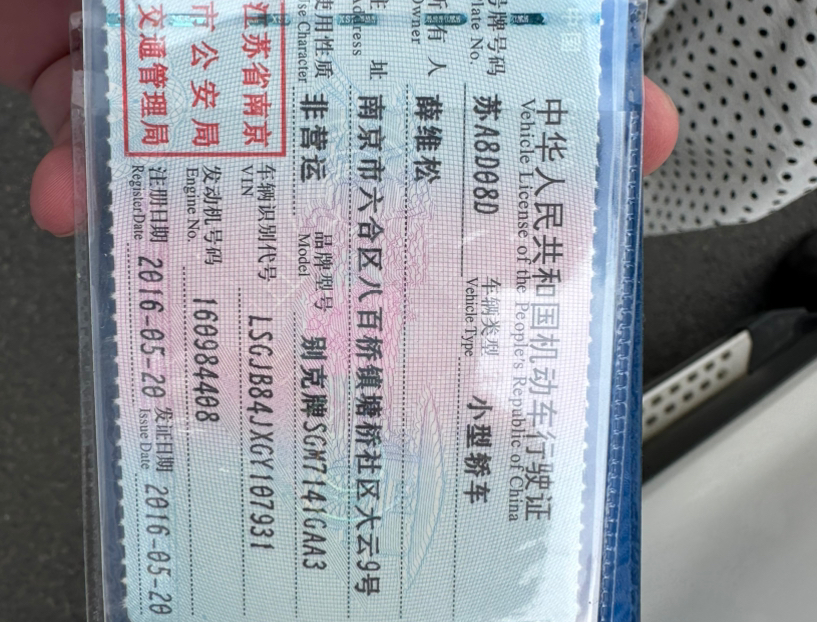 中华人民共和国机动车行驶证
Vehicle License of the People's Republic of China
号牌号码 苏A8D08D 车辆类型 小型轿车
Plate No. Vehicle Type
所有人 薛维松
Owner
住址 南京市六合区八百桥镇塘桥社区大云9号
Address
使用性质 非营运 品牌型号 别克牌SGM7141GAA3
Use Character Model
江苏省南京市公安局交通管理局
车辆识别代号 LSGJB84JXGY107931
VIN
发动机号码 160984408
Engine No.
注册日期 2016-05-20 发证日期 2016-05-20
Register Date Issue Date